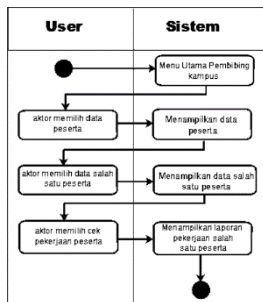 User
Sistem
Menu Utama Pembibing
kampus
aktor memilih data
peserta
Menampilkan data
peserta
aktor memilih data salah
satu peserta
Menampilkan data salah
satu peserta
aktor memilih cek
pekerjaan peserta
Menampilkan laporan
pekerjaan salah
satu peserta